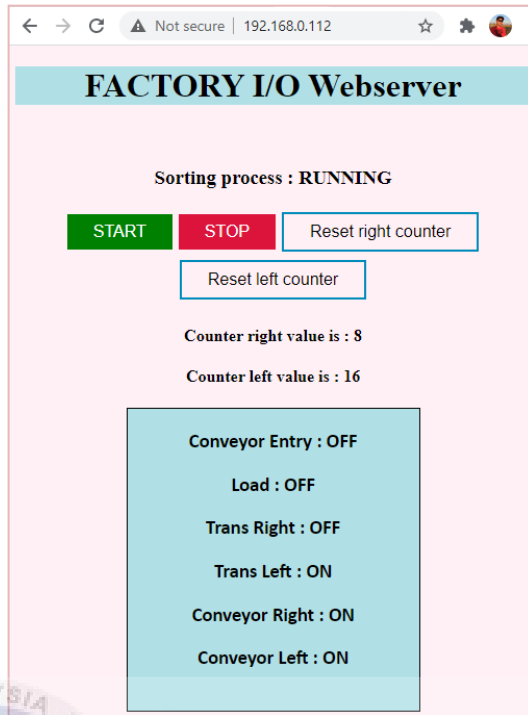 Not secure | 192.168.0.112
FACTORY I/O Webserver
Sorting process : RUNNING
START STOP Reset right counter
Reset left counter
Counter right value is : 8
Counter left value is : 16
Conveyor Entry : OFF
Load : OFF
Trans Right : OFF
Trans Left : ON
Conveyor Right : ON
Conveyor Left : ON